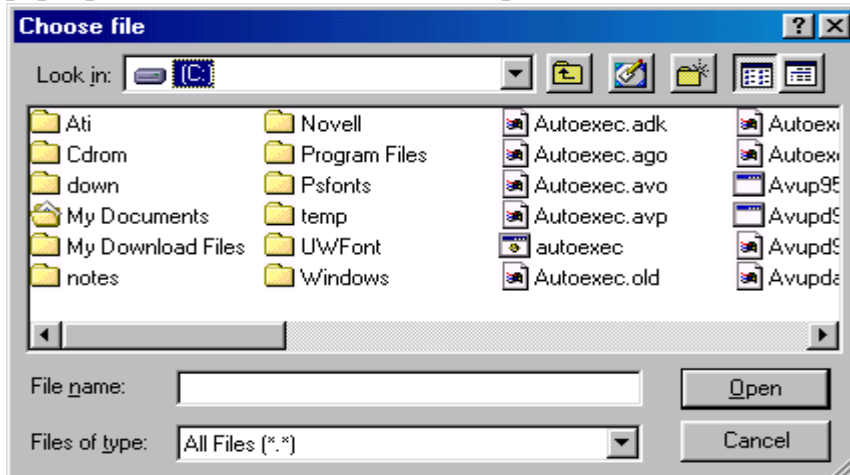 Choose file
Look in: (C:)
Ati Novell Autoexec.adk
Cdrom Program Files Autoexec.ago
down Psfonts Autoexec.avo Avup95
My Documents temp Autoexec.avp
My Download Files UWFont autoexec
notes Windows Autoexec.old Avupda
File name: Open
Files of type: All Files (*.*) Cancel